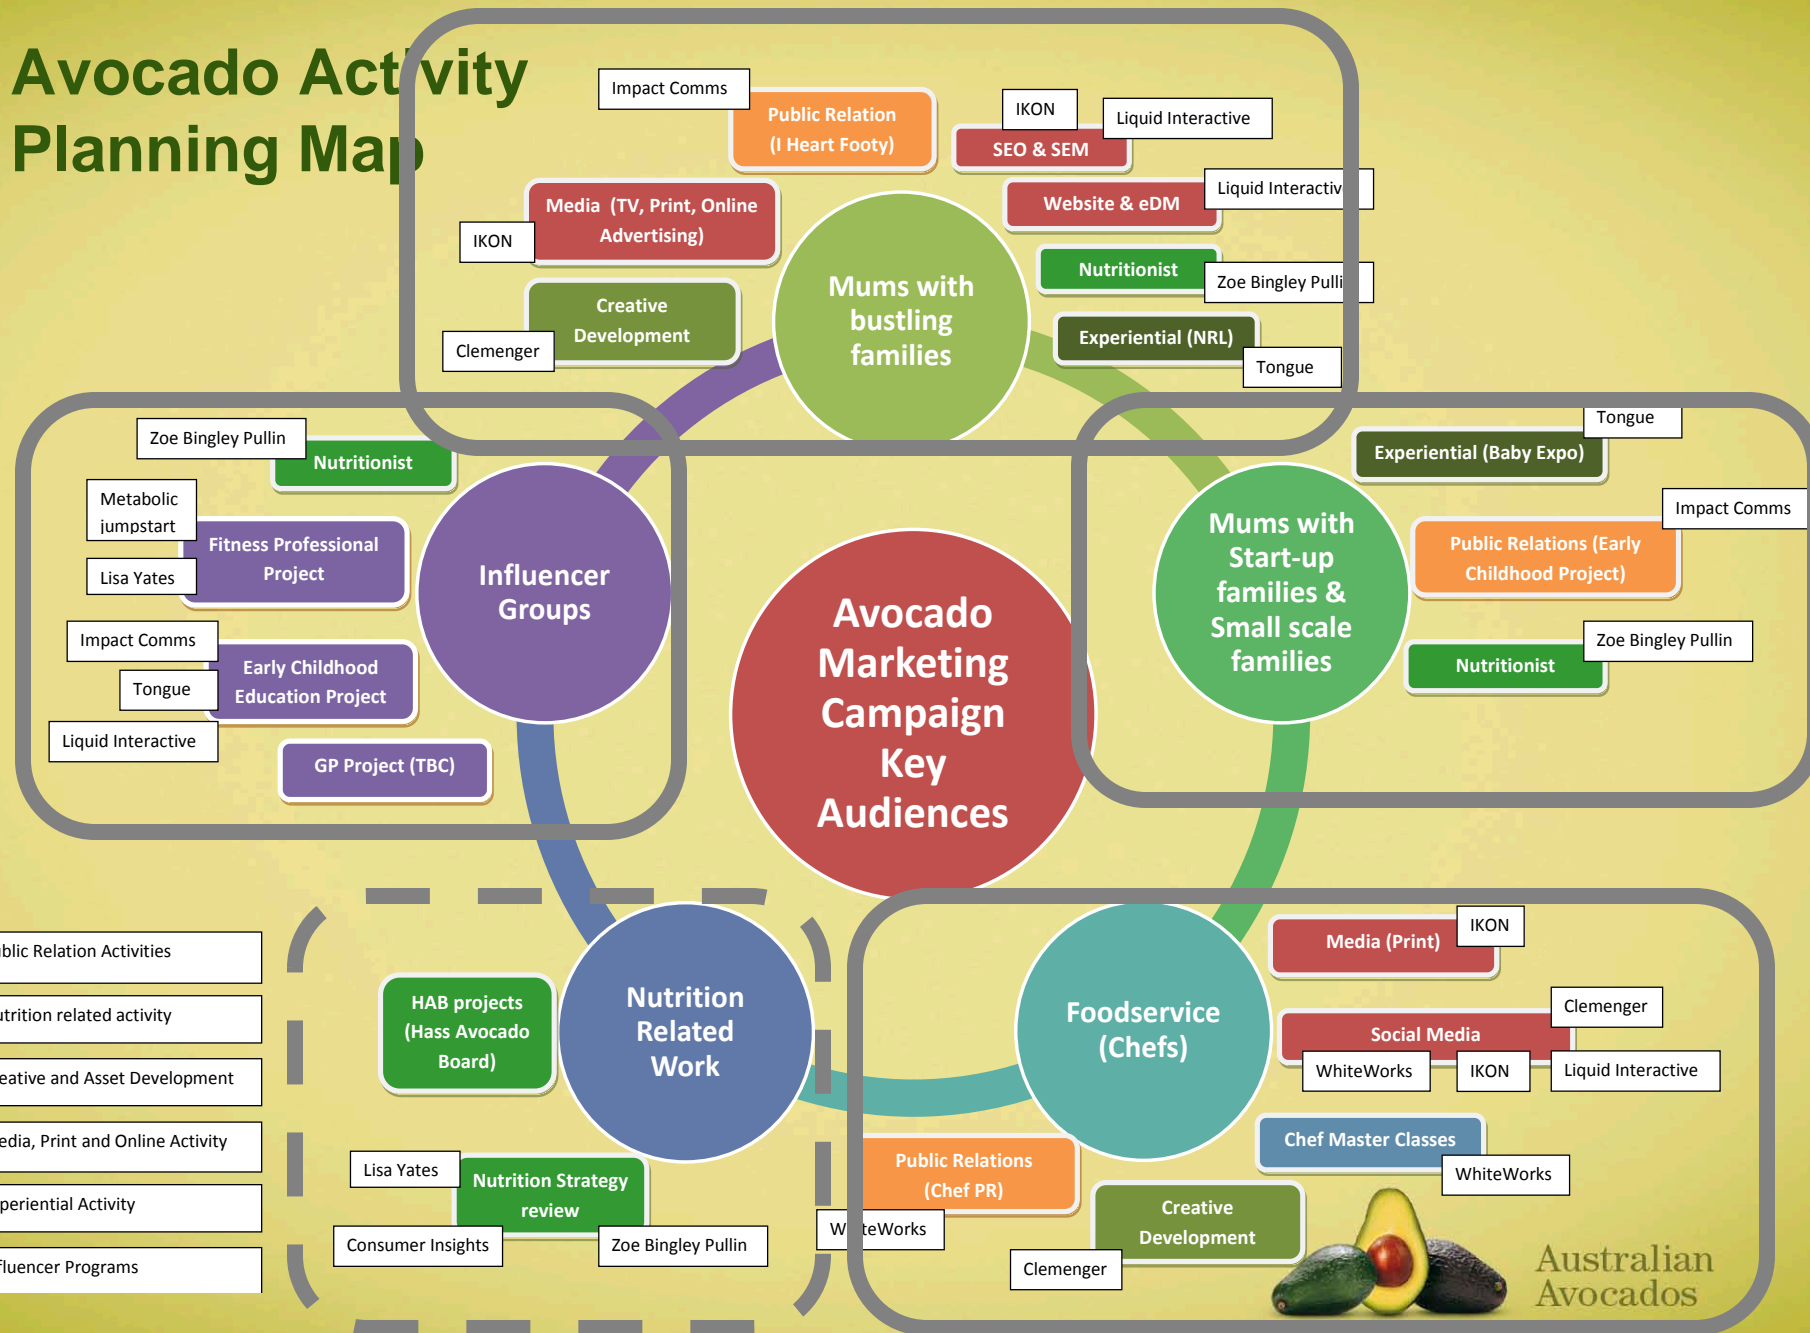 Avocado Activity
Planning Map
Impact Comms
Public Relation
(I Heart Footy)
IKON
Liquid Interactive
SEO & SEM
Media (TV, Print, Online
Advertising)
IKON
Liquid Interactiv
Website & eDM
Nutritionist
Zoe Bingley Pulli
Creative
Development
Clemenger
Experiential (NRL)
Tongue
Mums with
bustling
families
Zoe Bingley Pullin
Nutritionist
Metabolic
jumpstart
Fitness Professional
Project
Lisa Yates
Impact Comms
Early Childhood
Education Project
Tongue
Liquid Interactive
GP Project (TBC)
Influencer
Groups
Avocado
Marketing
Campaign
Key
Audiences
Mums with
Start-up
families &
Small scale
families
Tongue
Experiential (Baby Expo)
Impact Comms
Public Relations (Early
Childhood Project)
Zoe Bingley Pullin
Nutritionist
blic Relation Activities
utrition related activity
eative and Asset Development
edia, Print and Online Activity
periential Activity
fluencer Programs
HAB projects
(Hass Avocado
Board)
Nutrition
Related
Work
Lisa Yates
Nutrition Strategy
review
Consumer Insights
Zoe Bingley Pullin
Foodservice
(Chefs)
Media (Print)
IKON
Clemenger
Social Media
WhiteWorks
IKON
Liquid Interactive
Chef Master Classes
WhiteWorks
Public Relations
(Chef PR)
W iteWorks
Creative
Development
Clemenger
Australian
Avocados